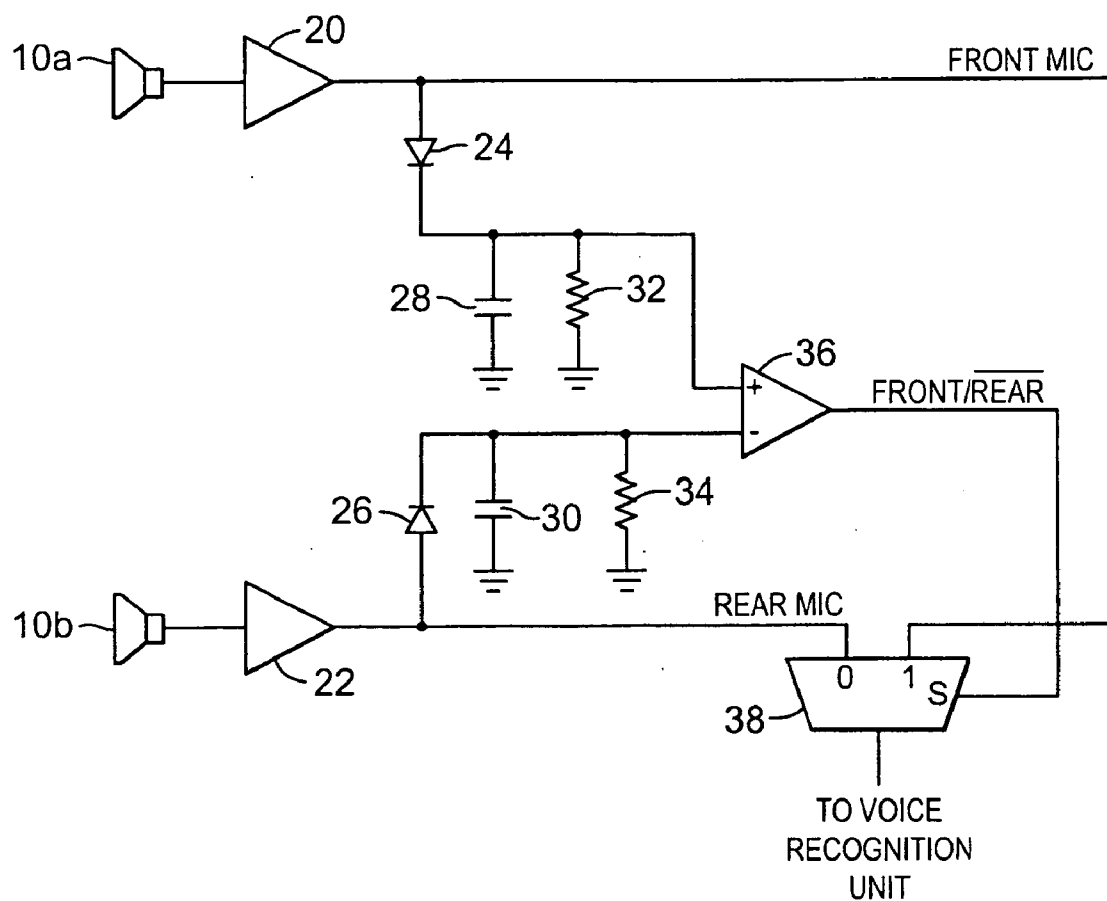 10a
20
FRONT MIC
24
28
32
36
+
-
FRONT/REAR
26
30
34
10b
22
REAR MIC
0 1 S
38
TO VOICE
RECOGNITION
UNIT